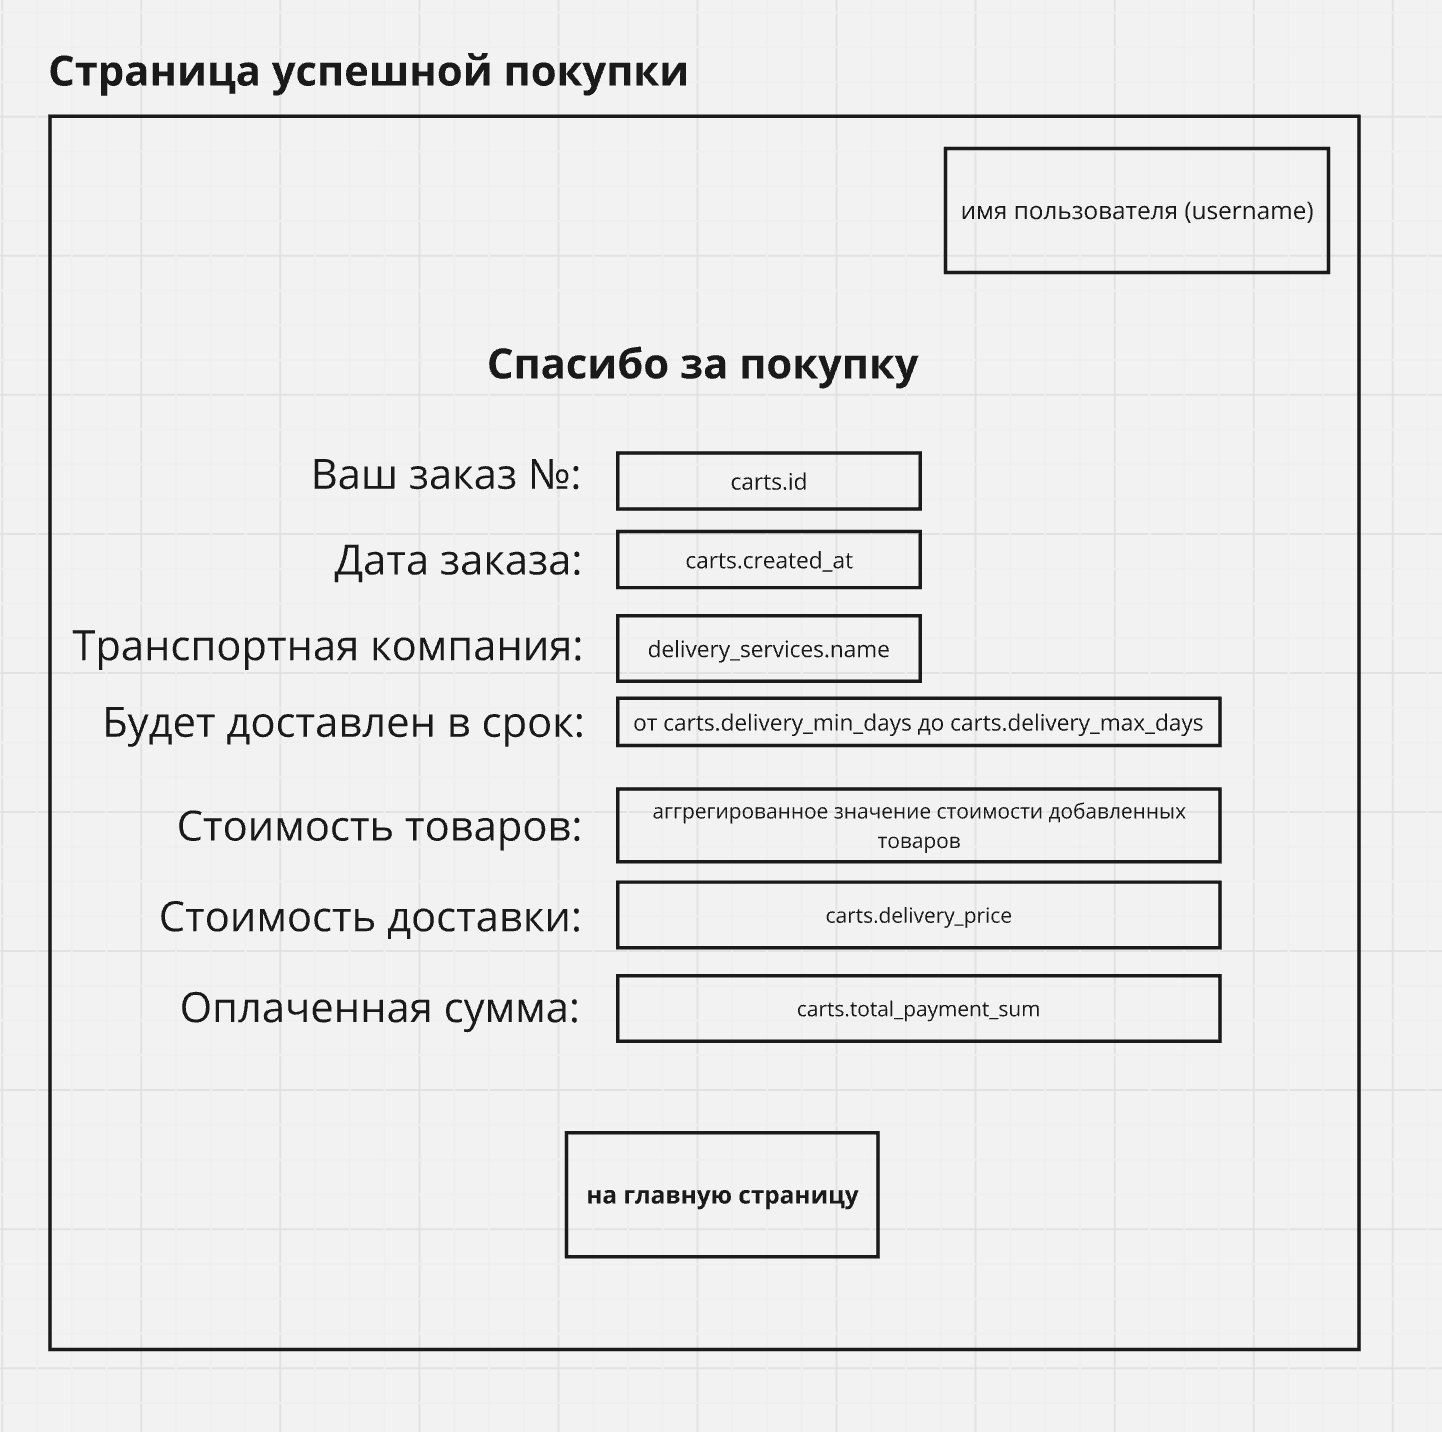 Страница успешной покупки
имя пользователя (username)
Спасибо за покупку
Ваш заказ №: carts.id
Дата заказа: carts.created_at
Транспортная компания: delivery_services.name
Будет доставлен в срок: от carts.delivery_min_days до carts.delivery_max_days
Стоимость товаров: аггрегированное значение стоимости добавленных
товаров
Стоимость доставки: carts.delivery_price
Оплаченная сумма: carts.total_payment_sum
на главную страницу